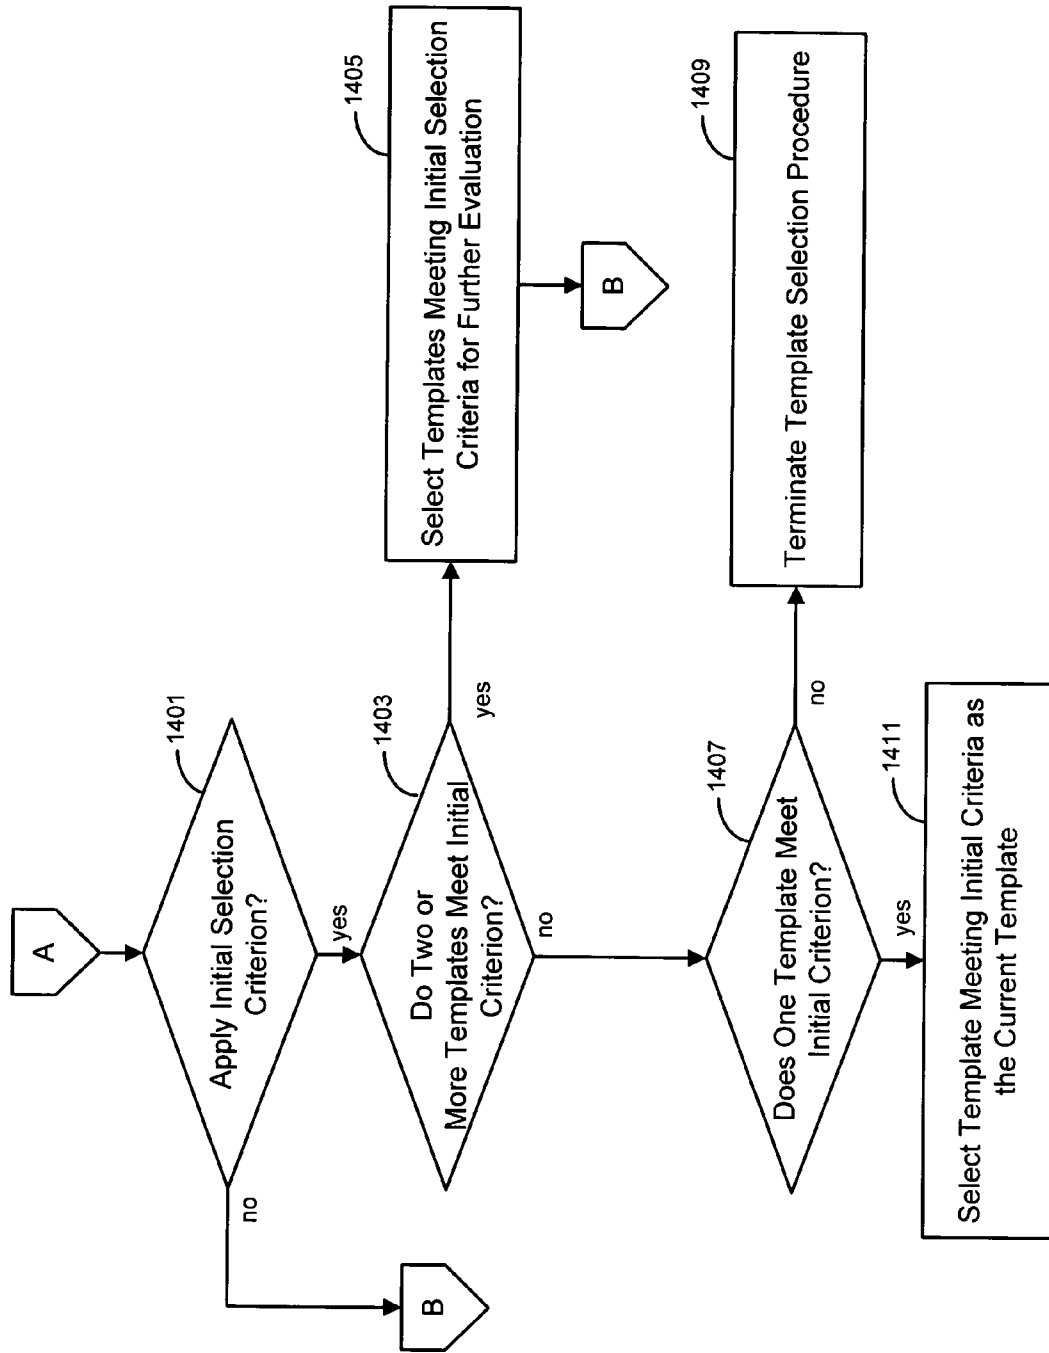 A
1401
Apply Initial Selection
Criterion?
no
B
yes
1403
Do Two or
More Templates Meet Initial
Criterion?
yes
1405
Select Templates Meeting Initial Selection
Criteria for Further Evaluation
B
no
1407
Does One Template Meet
Initial Criterion?
no
1409
Terminate Template Selection Procedure
yes
1411
Select Template Meeting Initial Criteria as
the Current Template